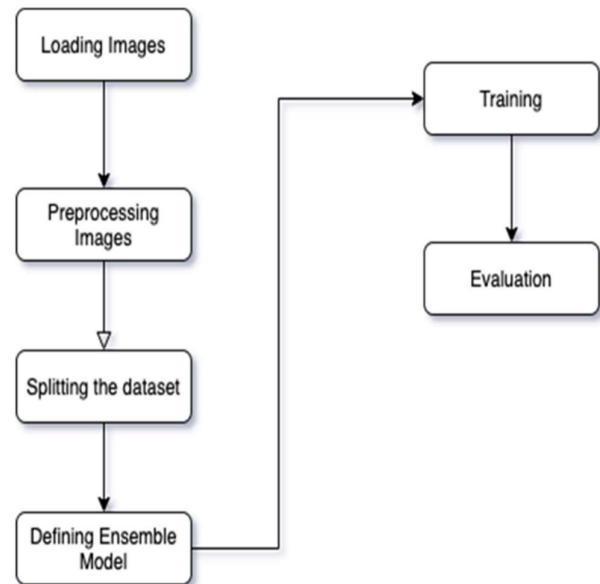 Loading Images
Preprocessing
Images
Splitting the dataset
Defining Ensemble
Model
Training
Evaluation